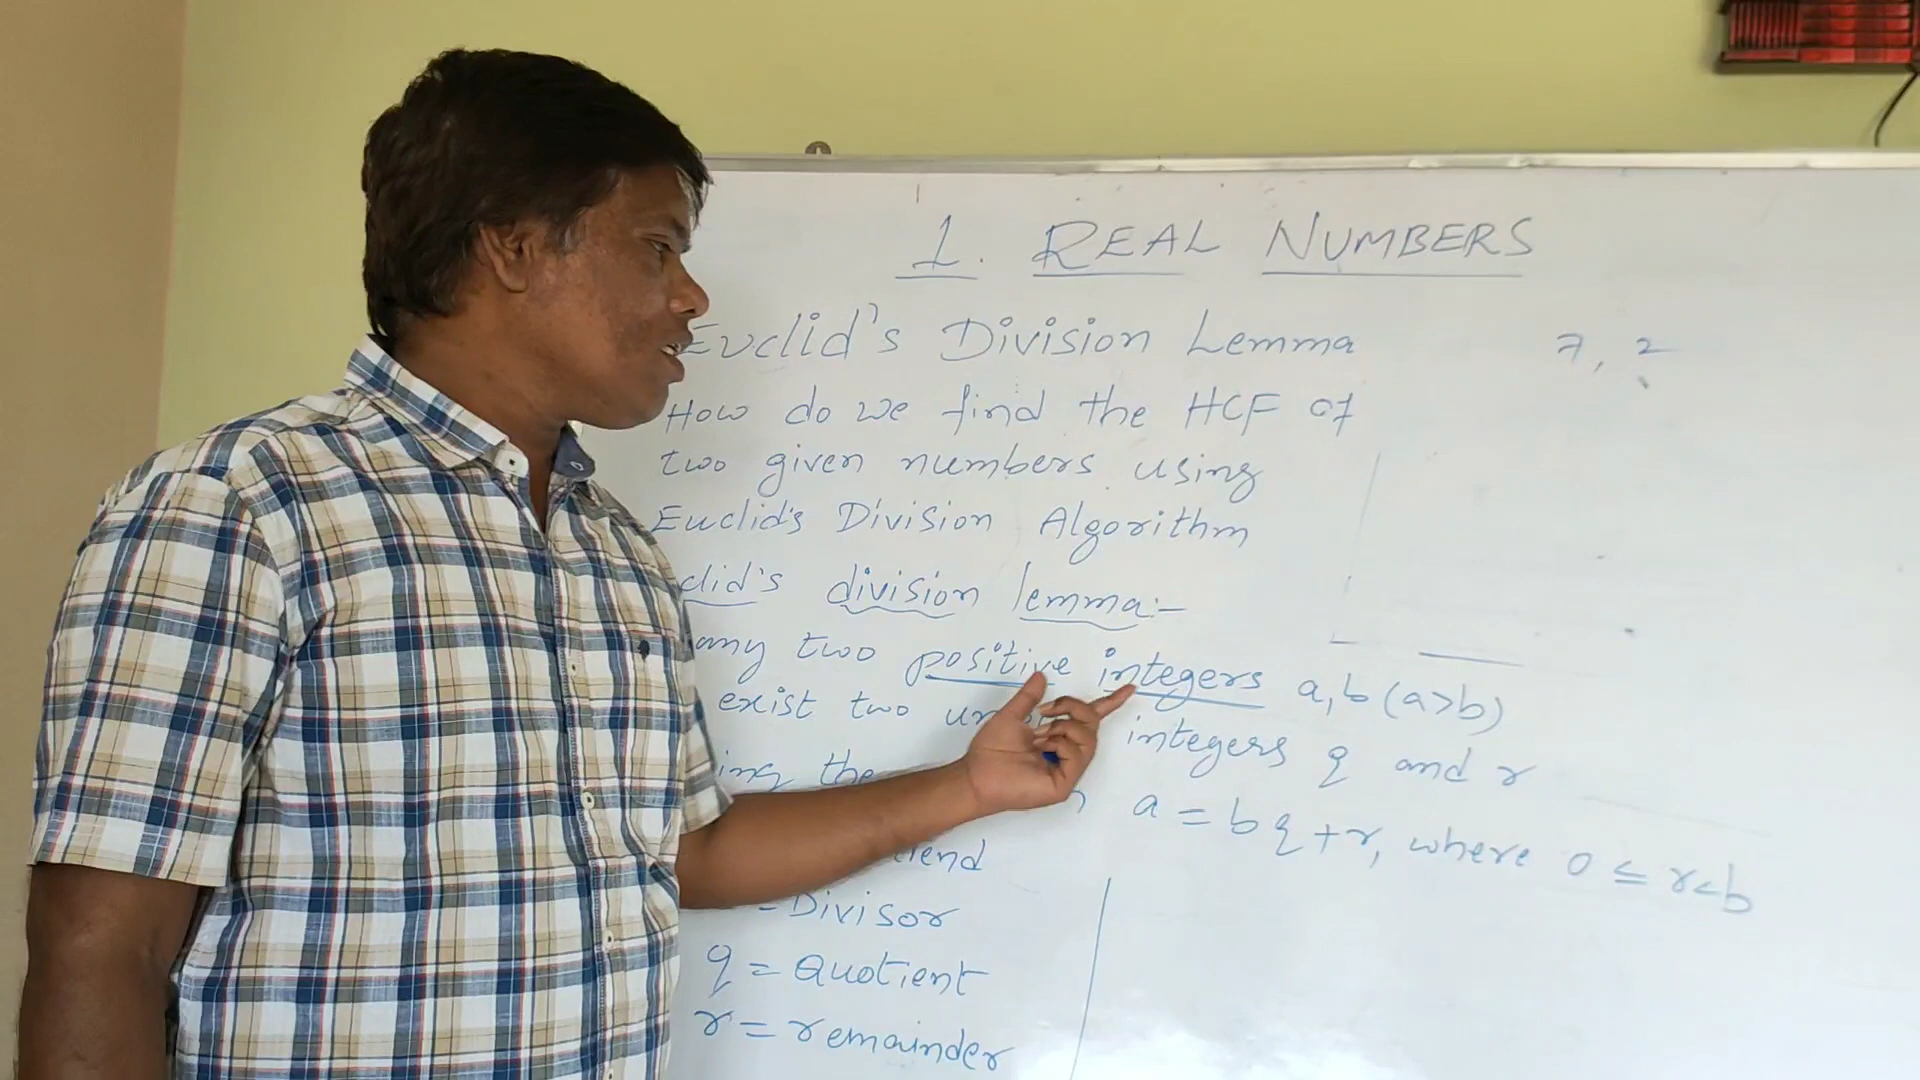 1. REAL NUMBERS
Euclid's Division Lemma
7, 2
How do we find the HCF of
two given numbers using
Euclid's Division Algorithm
clid's division lemma:-
any two positive integers a, b (a>b)
exist two integers q and r
ing the a = bq+r, where 0 ≤ r<b
dend
- Divisor
q = Quotient
r = remainder